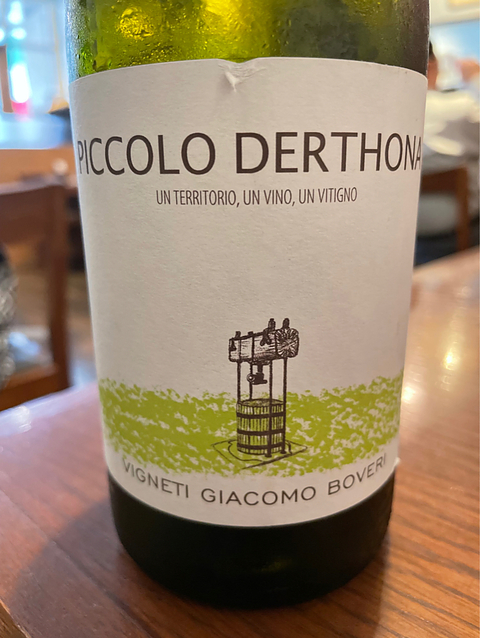 PICCOLO DERTHONA
UN TERRITORIO, UN VINO, UN VITIGNO
VIGNETI GIACOMO BOVERI